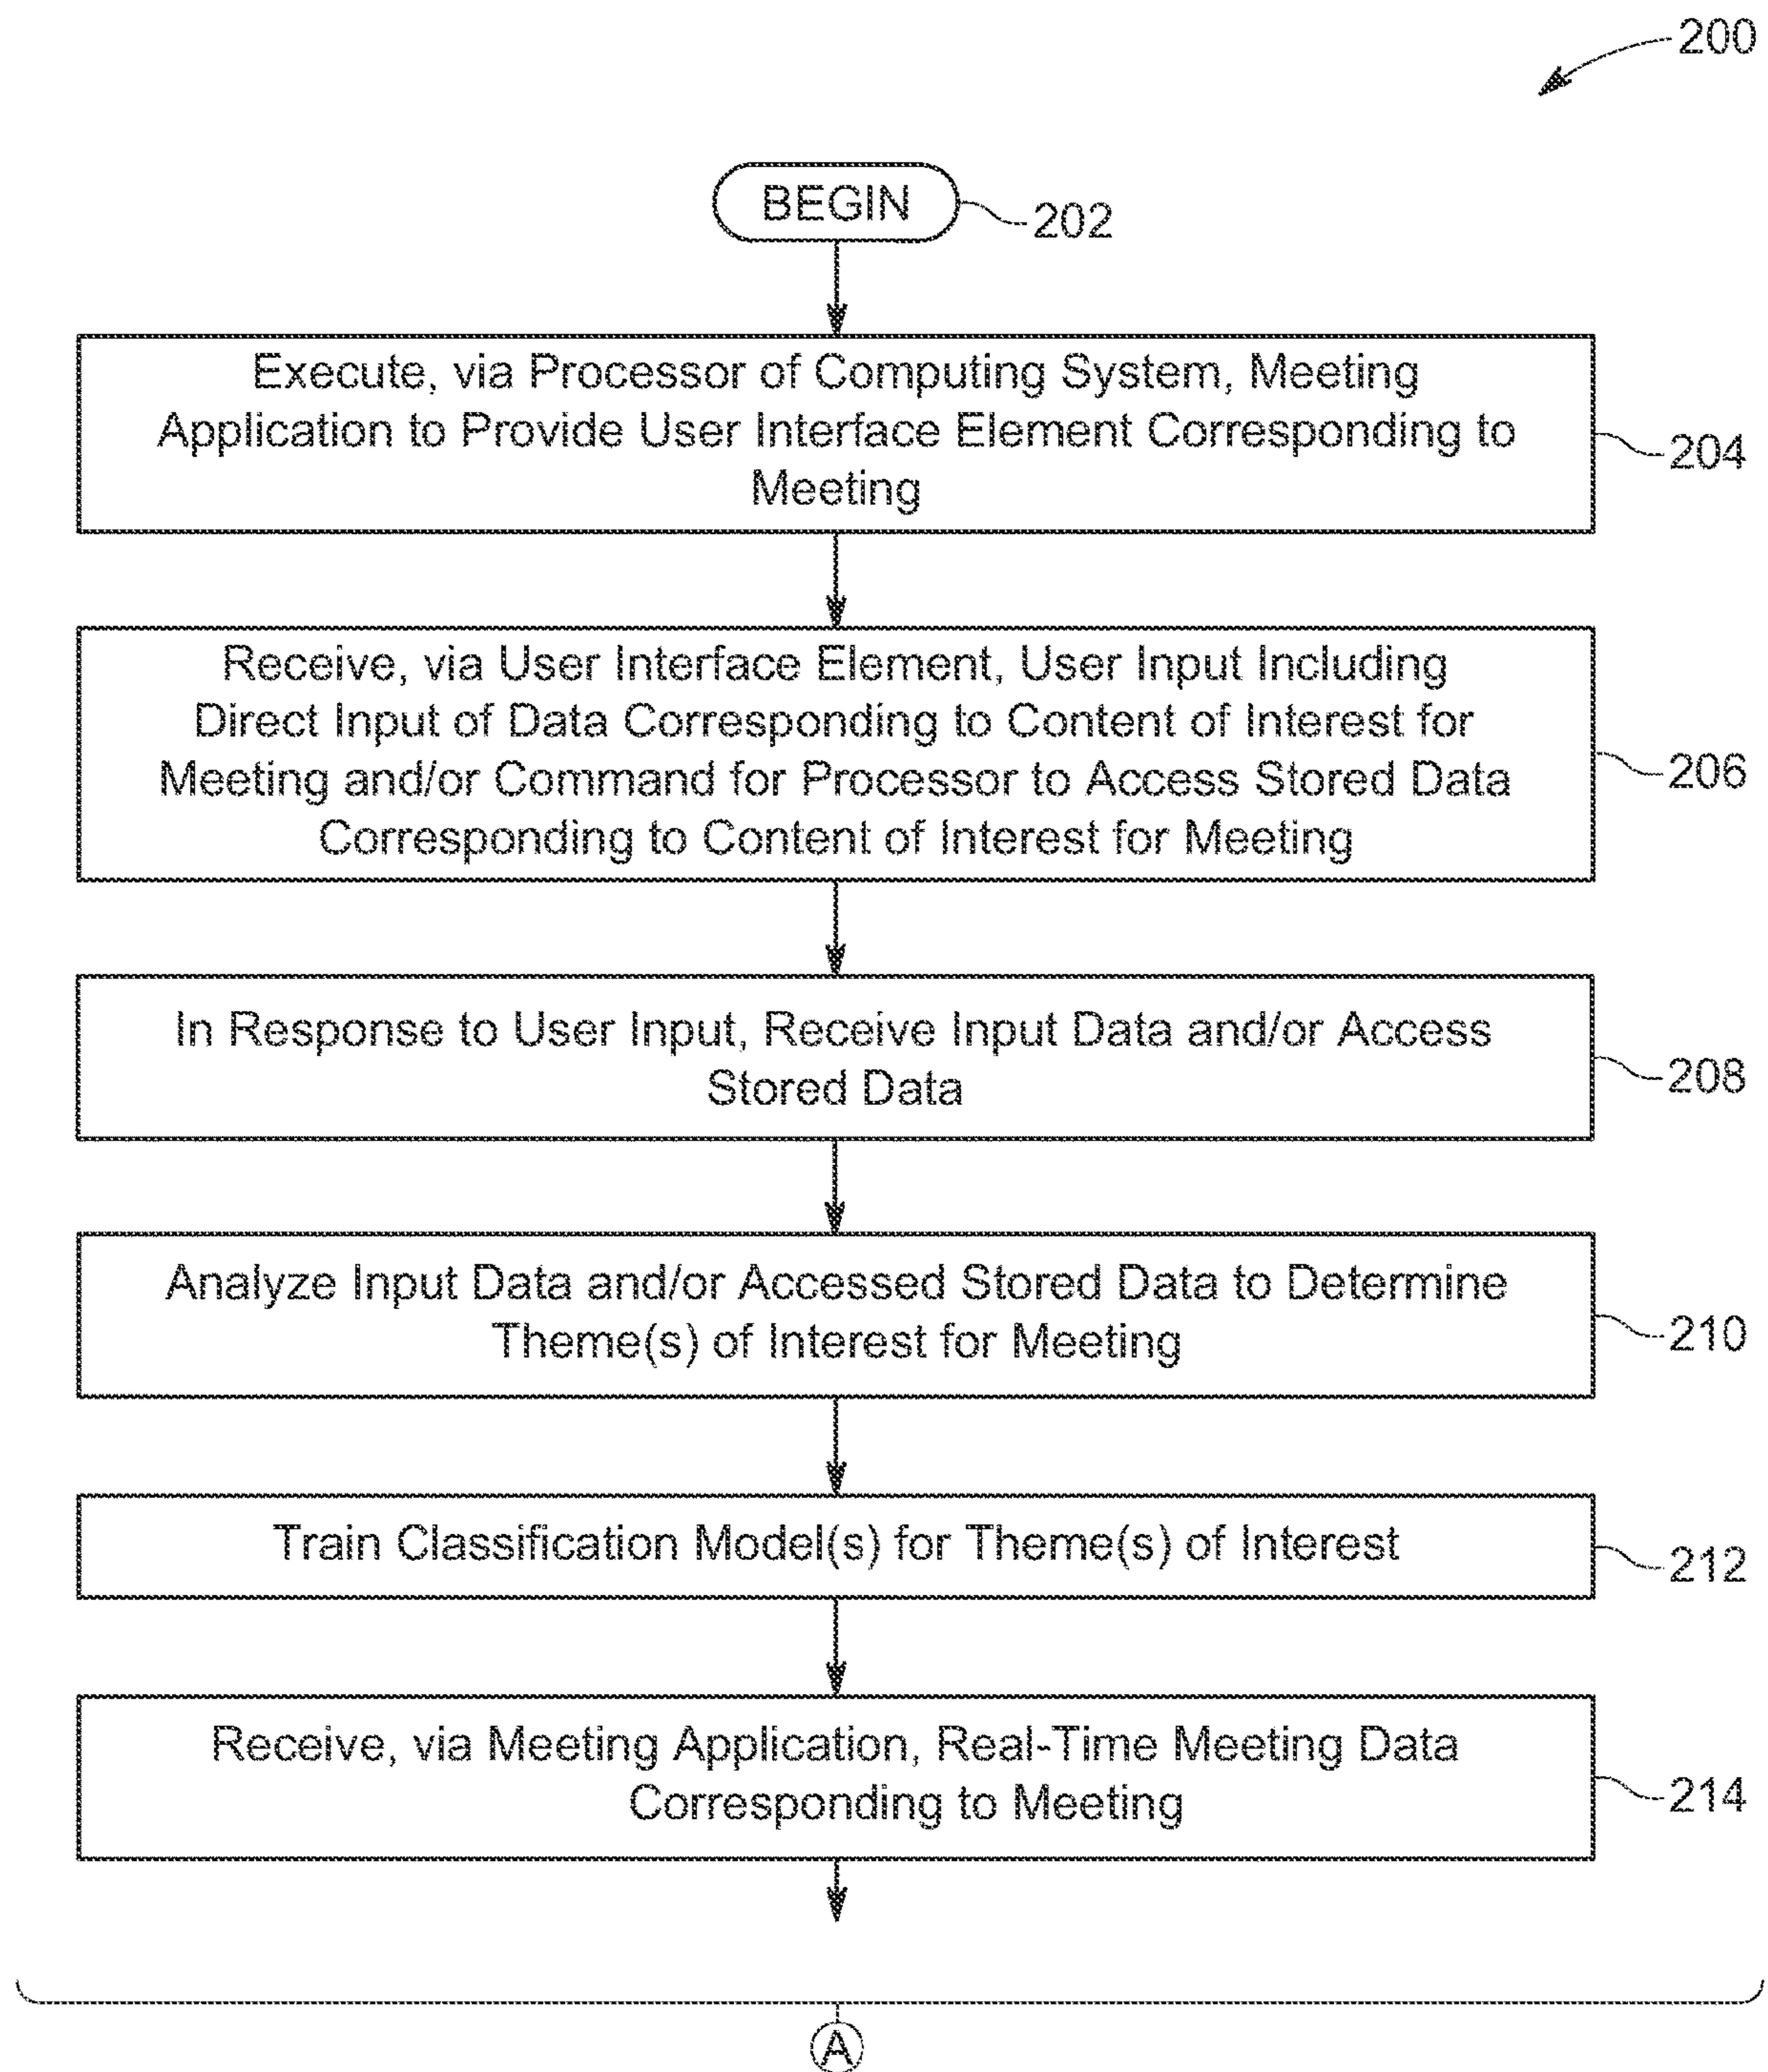 200
BEGIN
202
Execute, via Processor of Computing System, Meeting
Application to Provide User Interface Element Corresponding to
Meeting
204
Receive, via User Interface Element, User Input Including
Direct Input of Data Corresponding to Content of Interest for
Meeting and/or Command for Processor to Access Stored Data
Corresponding to Content of Interest for Meeting
206
In Response to User Input, Receive Input Data and/or Access
Stored Data
208
Analyze Input Data and/or Accessed Stored Data to Determine
Theme(s) of Interest for Meeting
210
Train Classification Model(s) for Theme(s) of Interest
212
Receive, via Meeting Application, Real-Time Meeting Data
Corresponding to Meeting
214
A